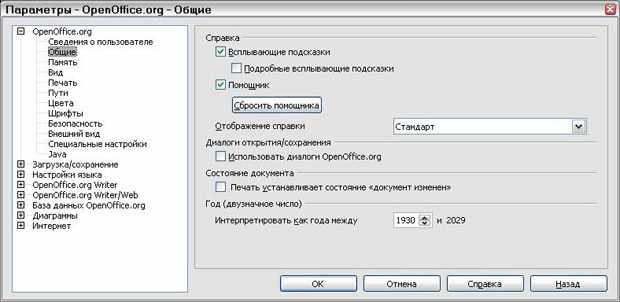 Параметры - OpenOffice.org - Общие
OpenOffice.org
Сведения о пользователе
Общие
Память
Вид
Печать
Пути
Цвета
Шрифты
Безопасность
Внешний вид
Специальные настройки
Java
Загрузка/сохранение
Настройки языка
OpenOffice.org Writer
OpenOffice.org Writer/Web
База данных OpenOffice.org
Диаграммы
Интернет
Справка
Всплывающие подсказки
Подробные всплывающие подсказки
Помощник
Сбросить помощника
Отображение справки Стандарт
Диалоги открытия/сохранения
Использовать диалоги OpenOffice.org
Состояние документа
Печать устанавливает состояние «документ изменен»
Год (двузначное число)
Интерпретировать как года между 1930 и 2029
ОК Отмена Справка Назад